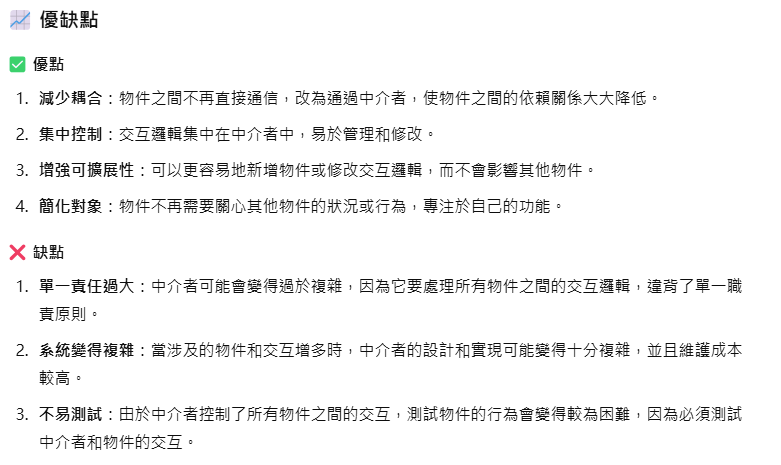 📈 優缺點
✅ 優點
1. 減少耦合：物件之間不再直接通信，改為通過中介者，使物件之間的依賴關係大大降低。
2. 集中控制：交互邏輯集中在中介者中，易於管理和修改。
3. 增強可擴展性：可以更容易地新增物件或修改交互邏輯，而不會影響其他物件。
4. 簡化對象：物件不再需要關心其他物件的狀況或行為，專注於自己的功能。
❌ 缺點
1. 單一責任過大：中介者可能會變得過於複雜，因為它要處理所有物件之間的交互邏輯，違背了單一職
責原則。
2. 系統變得複雜：當涉及的物件和交互增多時，中介者的設計和實現可能變得十分複雜，並且維護成本
較高。
3. 不易測試：由於中介者控制了所有物件之間的交互，測試物件的行為會變得較為困難，因為必須測試
中介者和物件的交互。